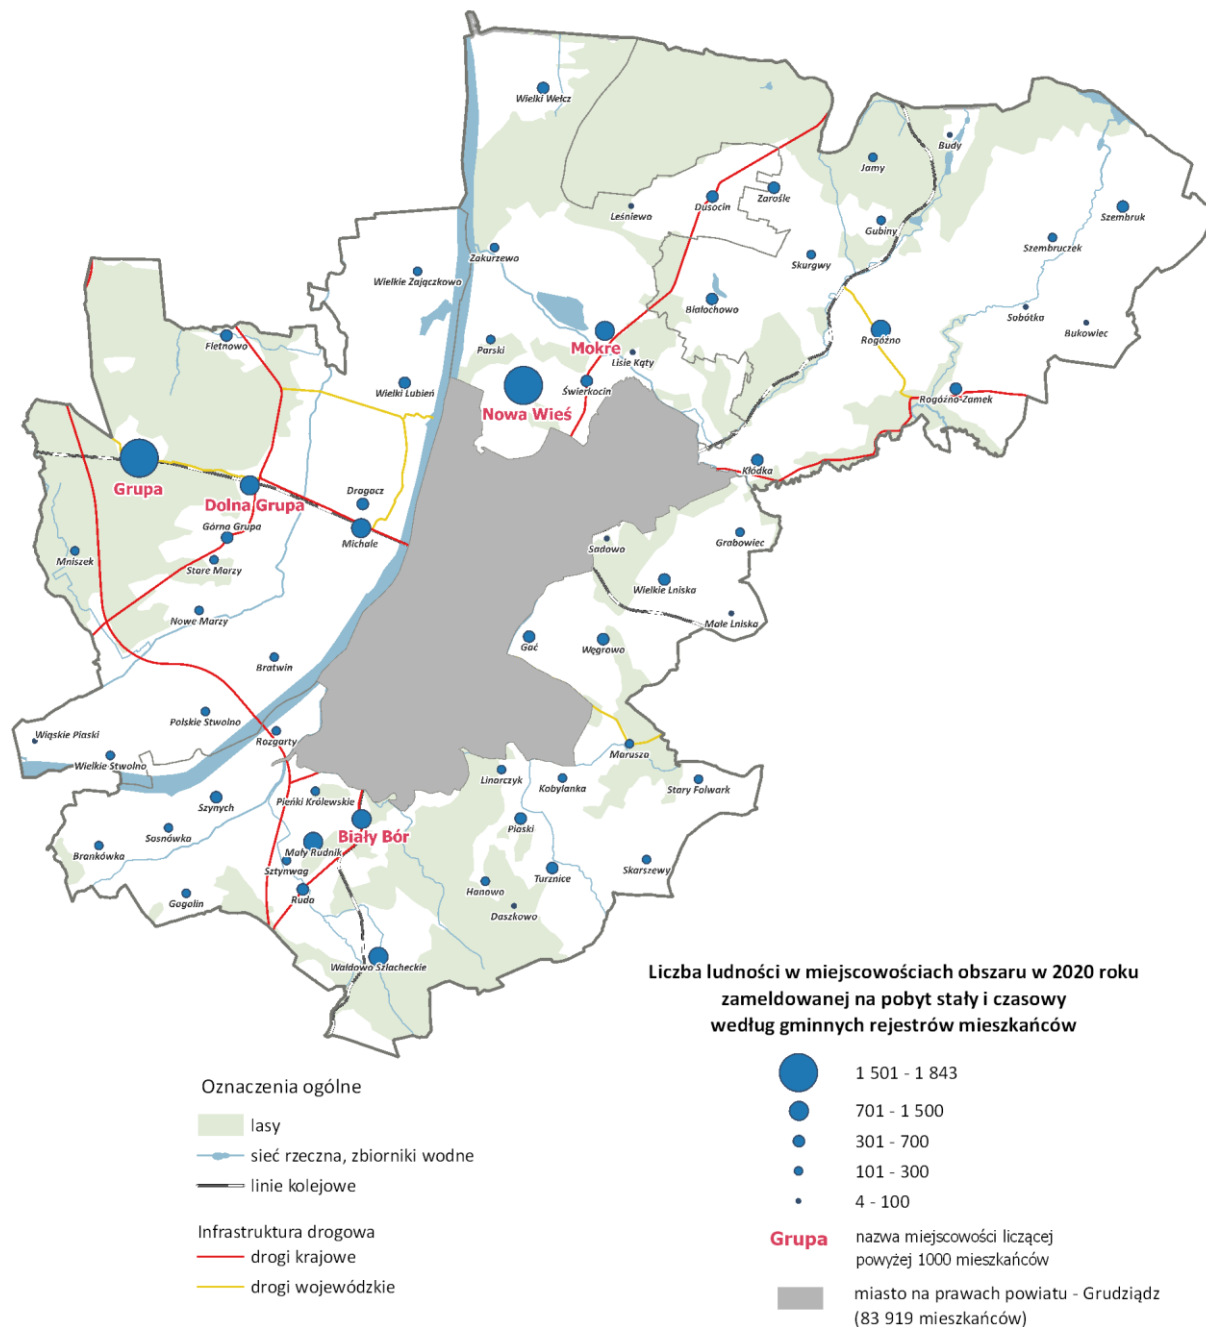 Wielki Wełcz
Budy
Jamy
Leśniewo
Dusocin
Zarośle
Szembruk
Gubiny
Szembruczek
Zakurzewo
Skurgwy
Wielkie Zajączkowo
Białochowo
Sobótka
Bukowiec
Fletnowo
Parski
Mokre
Lisie Kąty
Rogóźno
Wielki Lubień
Nowa Wieś
Świerkocin
Rogóźno-Zamek
Grupa
Dolna Grupa
Kłódka
Dragacz
Górna Grupa
Michale
Mniszek
Stare Marzy
Sadowo
Grabowiec
Wielkie Lniska
Nowe Marzy
Małe Lniska
Gać
Węgrowo
Bratwin
Polskie Stwolno
Wiąskie Piaski
Rozgarty
Wielkie Stwolno
Marusza
Linarczyk
Kobylanka
Stary Folwark
Szynych
Pieńki Królewskie
Sosnówka
Biały Bór
Piaski
Brankówka
Mały Rudnik
Sztynwag
Turznice
Skarszewy
Gogolin
Ruda
Hanowo
Daszkowo
Wałdowo Szlacheckie
Liczba ludności w miejscowościach obszaru w 2020 roku
zameldowanej na pobyt stały i czasowy
według gminnych rejestrów mieszkańców
1 501 - 1 843
701 - 1 500
301 - 700
101 - 300
4 - 100
Grupa
nazwa miejscowości liczącej
powyżej 1000 mieszkańców
miasto na prawach powiatu - Grudziądz
(83 919 mieszkańców)
Oznaczenia ogólne
lasy
sieć rzeczna, zbiorniki wodne
linie kolejowe
Infrastruktura drogowa
drogi krajowe
drogi wojewódzkie